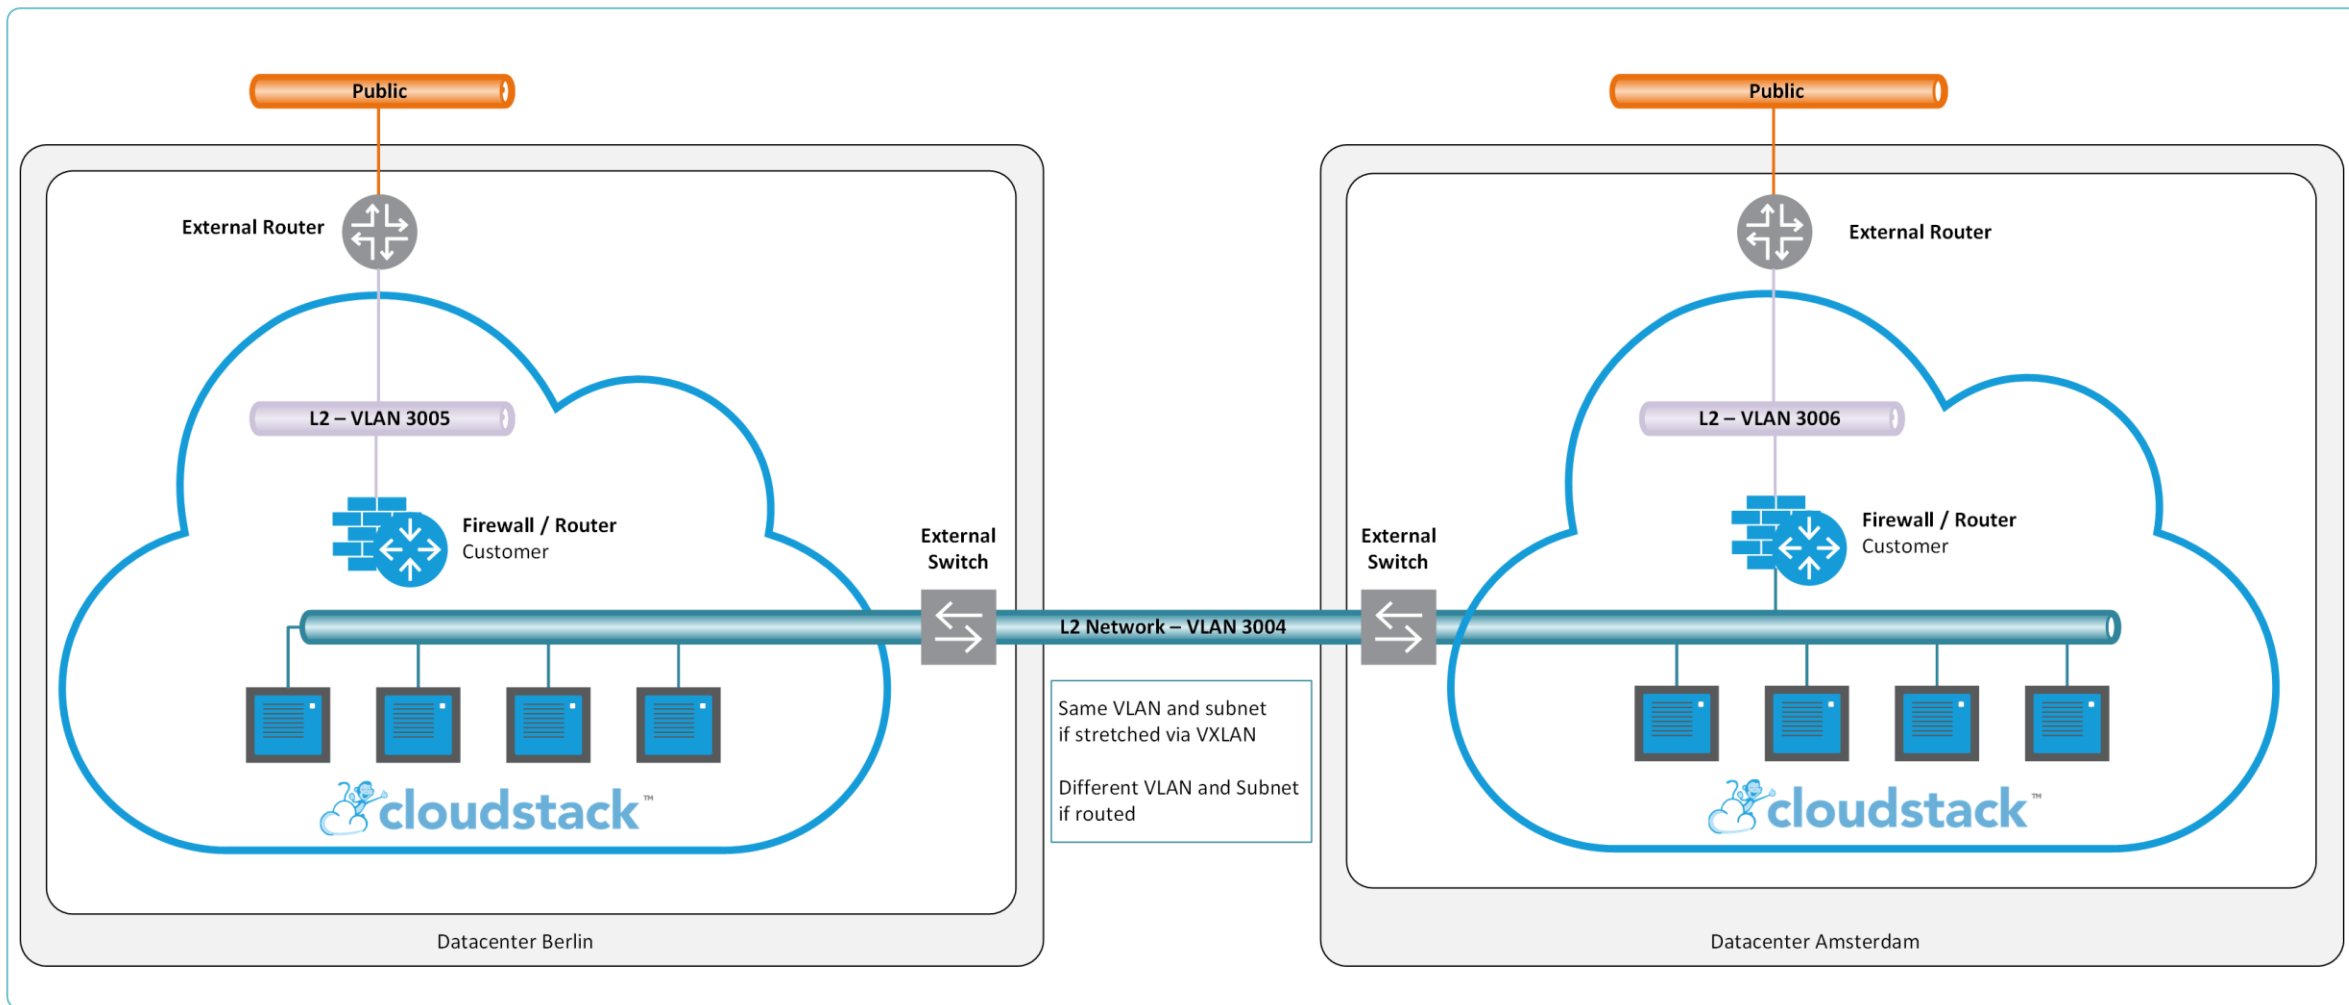 Public
Public
External Router
External Router
L2 – VLAN 3005
L2 – VLAN 3006
Firewall / Router
Customer
Firewall / Router
Customer
External
Switch
External
Switch
L2 Network – VLAN 3004
Same VLAN and subnet
if stretched via VXLAN
Different VLAN and Subnet
if routed
cloudstack™
cloudstack™
Datacenter Berlin
Datacenter Amsterdam